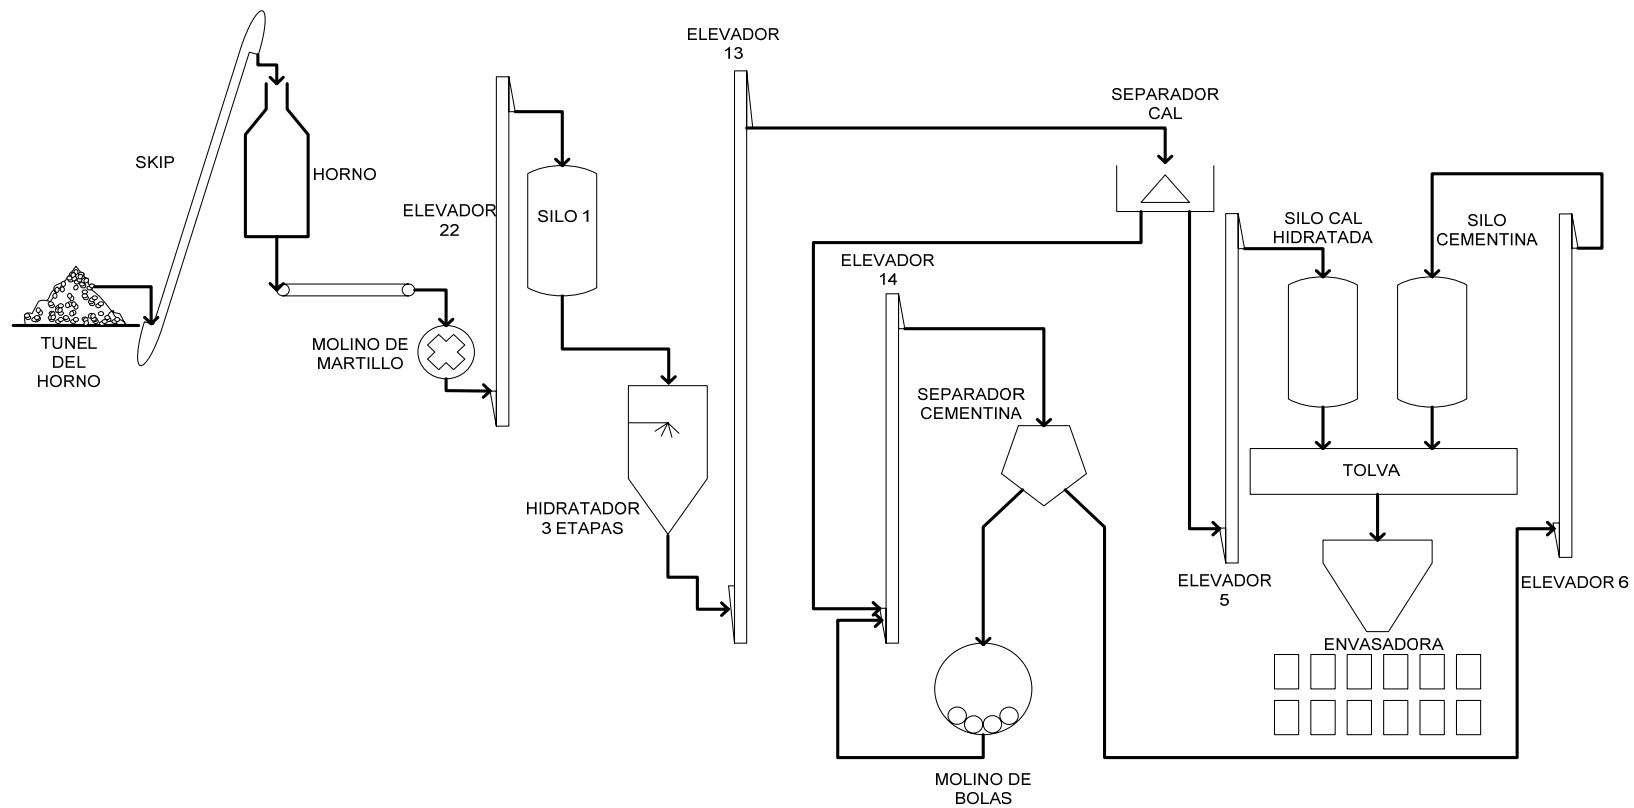 TUNEL
DEL
HORNO
SKIP
HORNO
MOLINO DE
MARTILLO
ELEVADOR
22
SILO 1
HIDRATADOR
3 ETAPAS
ELEVADOR
13
SEPARADOR
CAL
ELEVADOR
14
SEPARADOR
CEMENTINA
MOLINO DE
BOLAS
ELEVADOR
5
SILO CAL
HIDRATADA
SILO
CEMENTINA
TOLVA
ELEVADOR 6
ENVASADORA